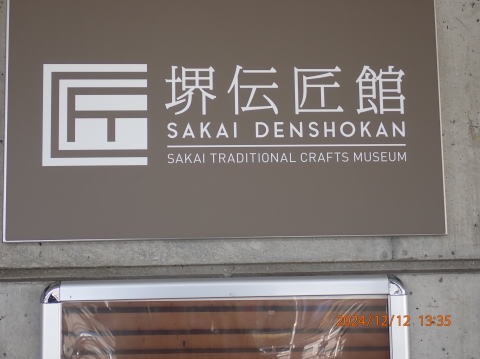 堺伝匠館
SAKAI DENSHOKAN
SAKAI TRADITIONAL CRAFTS MUSEUM
2024/12/12 13:35